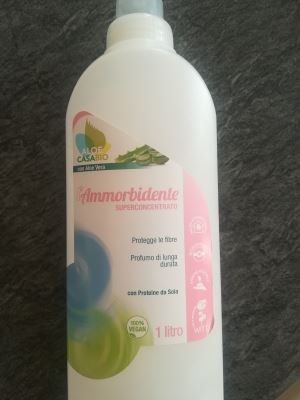 ALOE
CASABIO
con Aloe Vera
l'Ammorbidente
SUPERCONCENTRATO
Protegge le fibre
Profumo di lunga
durata
con Proteine da Soia
100%
VEGAN
1 litro